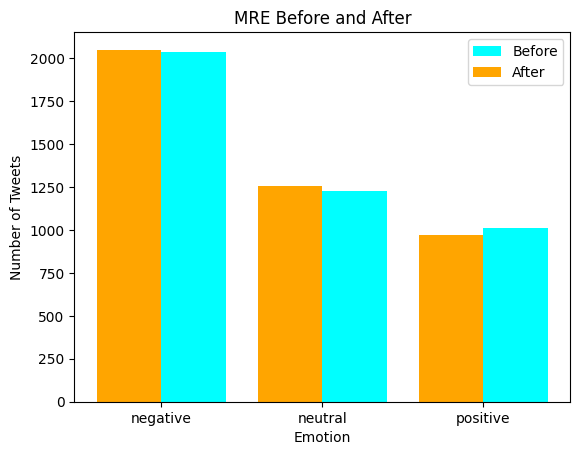 MRE Before and After
Before
After
Number of Tweets
2000
1750
1500
1250
1000
750
500
250
0
negative
neutral
positive
Emotion